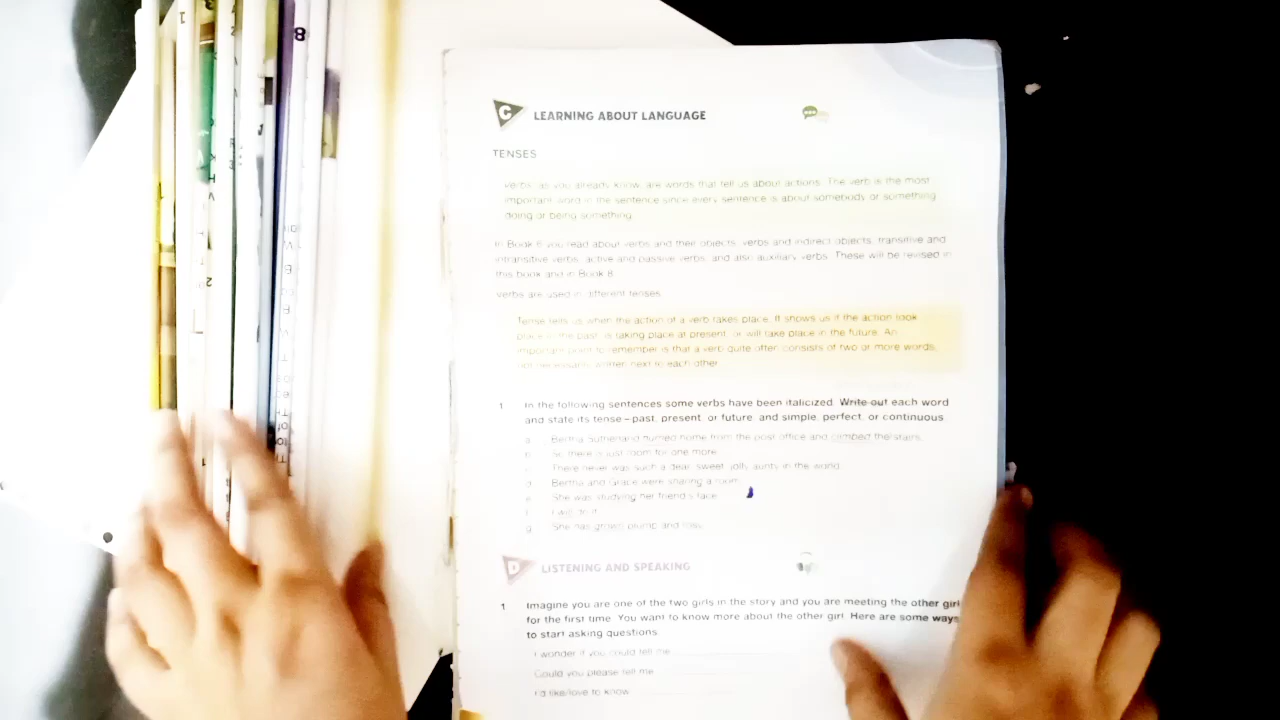 C LEARNING ABOUT LANGUAGE
TENSES
Verbs, as you already know, are words that tell us about actions. The verb is the most
important word in the sentence since every sentence is about somebody or something
doing or being something.
In Book 6 you read about verbs and their objects, verbs and indirect objects, transitive and
intransitive verbs, active and passive verbs, and also auxiliary verbs. These will be revised in
this book and in Book 8.
Verbs are used in different tenses.
Tense tells us when the action of a verb takes place. It shows us if the action took
place in the past, is taking place at present, or will take place in the future. An
important point to remember is that a verb quite often consists of two or more words,
not necessarily written next to each other.
1 In the following sentences some verbs have been italicized. Write out each word
and state its tense – past, present, or future; and simple, perfect, or continuous.
a. Bertha Sutherland hurried home from the post office and climbed the stairs.
b. So there is just room for one more.
c. There never was such a dear, sweet, jolly aunty in the world.
d. Bertha and Grace were sharing a room.
e. She was studying her friend's face.
f. I will do it.
g. She has grown plump and rosy.
D LISTENING AND SPEAKING
1 Imagine you are one of the two girls in the story and you are meeting the other girl
for the first time. You want to know more about the other girl. Here are some ways
to start asking questions.
I wonder if you could tell me
Could you please tell me
I'd like/love to know